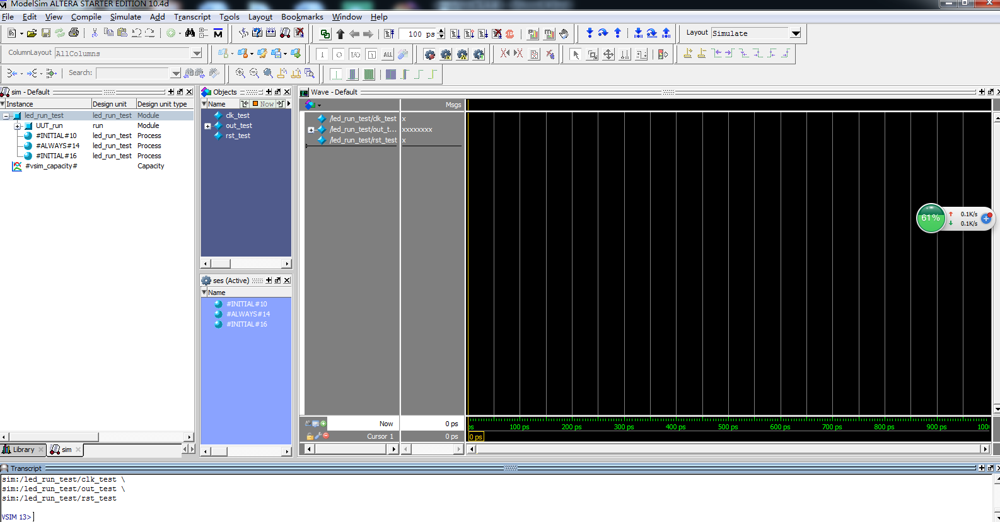 ModelSim ALTERA STARTER EDITION 10.4d
File Edit View Compile Simulate Add Transcript Tools Layout Bookmarks Window Help
100 ps
Layout Simulate
ColumnLayout AllColumns
ALL
Search:
sim - Default
Instance Design unit Design unit type
led_run_test led_run_test Module
UUT_run run Module
#INITIAL#10 led_run_test Process
#ALWAYS#14 led_run_test Process
#INITIAL#16 led_run_test Process
#vsim_capacity# Capacity
Library sim
Objects
Name Now
clk_test
out_test
rst_test
ses (Active)
Name
#INITIAL#10
#ALWAYS#14
#INITIAL#16
Wave - Default
Msgs
/led_run_test/clk_test x
/led_run_test/out_t... xxxxxxxx
/led_run_test/rst_test x
Now 0 ps
Cursor 1 0 ps
ps 100 ps 200 ps 300 ps 400 ps 500 ps 600 ps 700 ps 800 ps 900 ps 100
0 ps
61%
0.1K/s
0.1K/s
Transcript
sim:/led_run_test/clk_test \
sim:/led_run_test/out_test \
sim:/led_run_test/rst_test
VSIM 13>